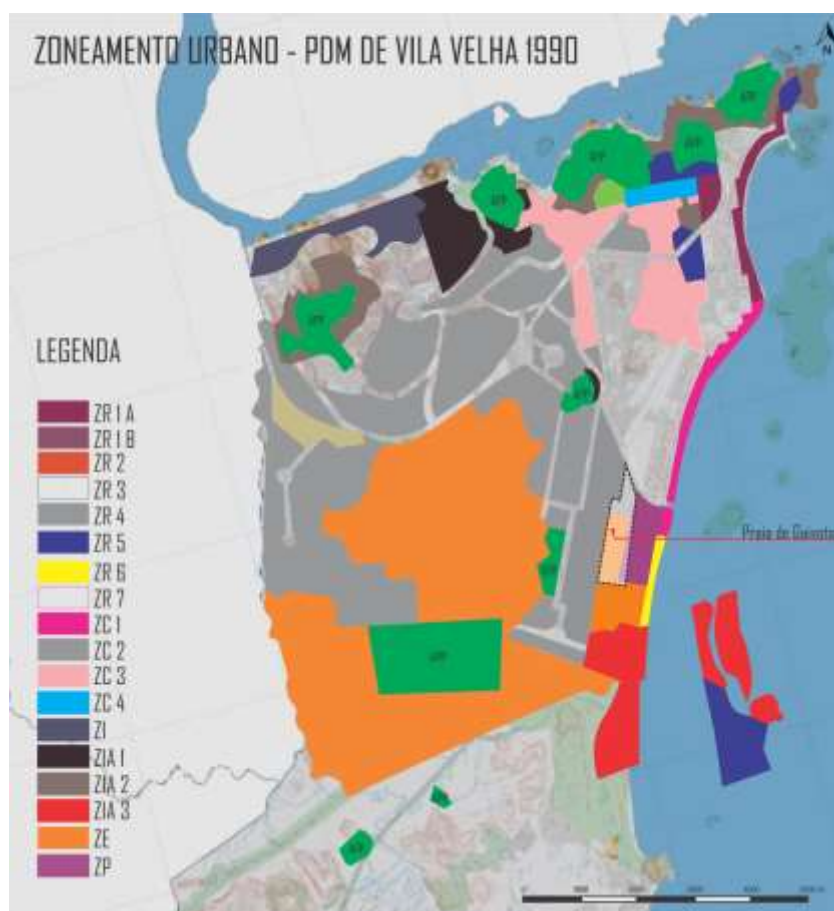 ZONEAMENTO URBANO - PDM DE VILA VELHA 1990
N
Praia de Gaivotas
LEGENDA
ZR 1 A
ZR 1 B
ZR 2
ZR 3
ZR 4
ZR 5
ZR 6
ZR 7
ZC 1
ZC 2
ZC 3
ZC 4
ZI
ZIA 1
ZIA 2
ZIA 3
ZE
ZP